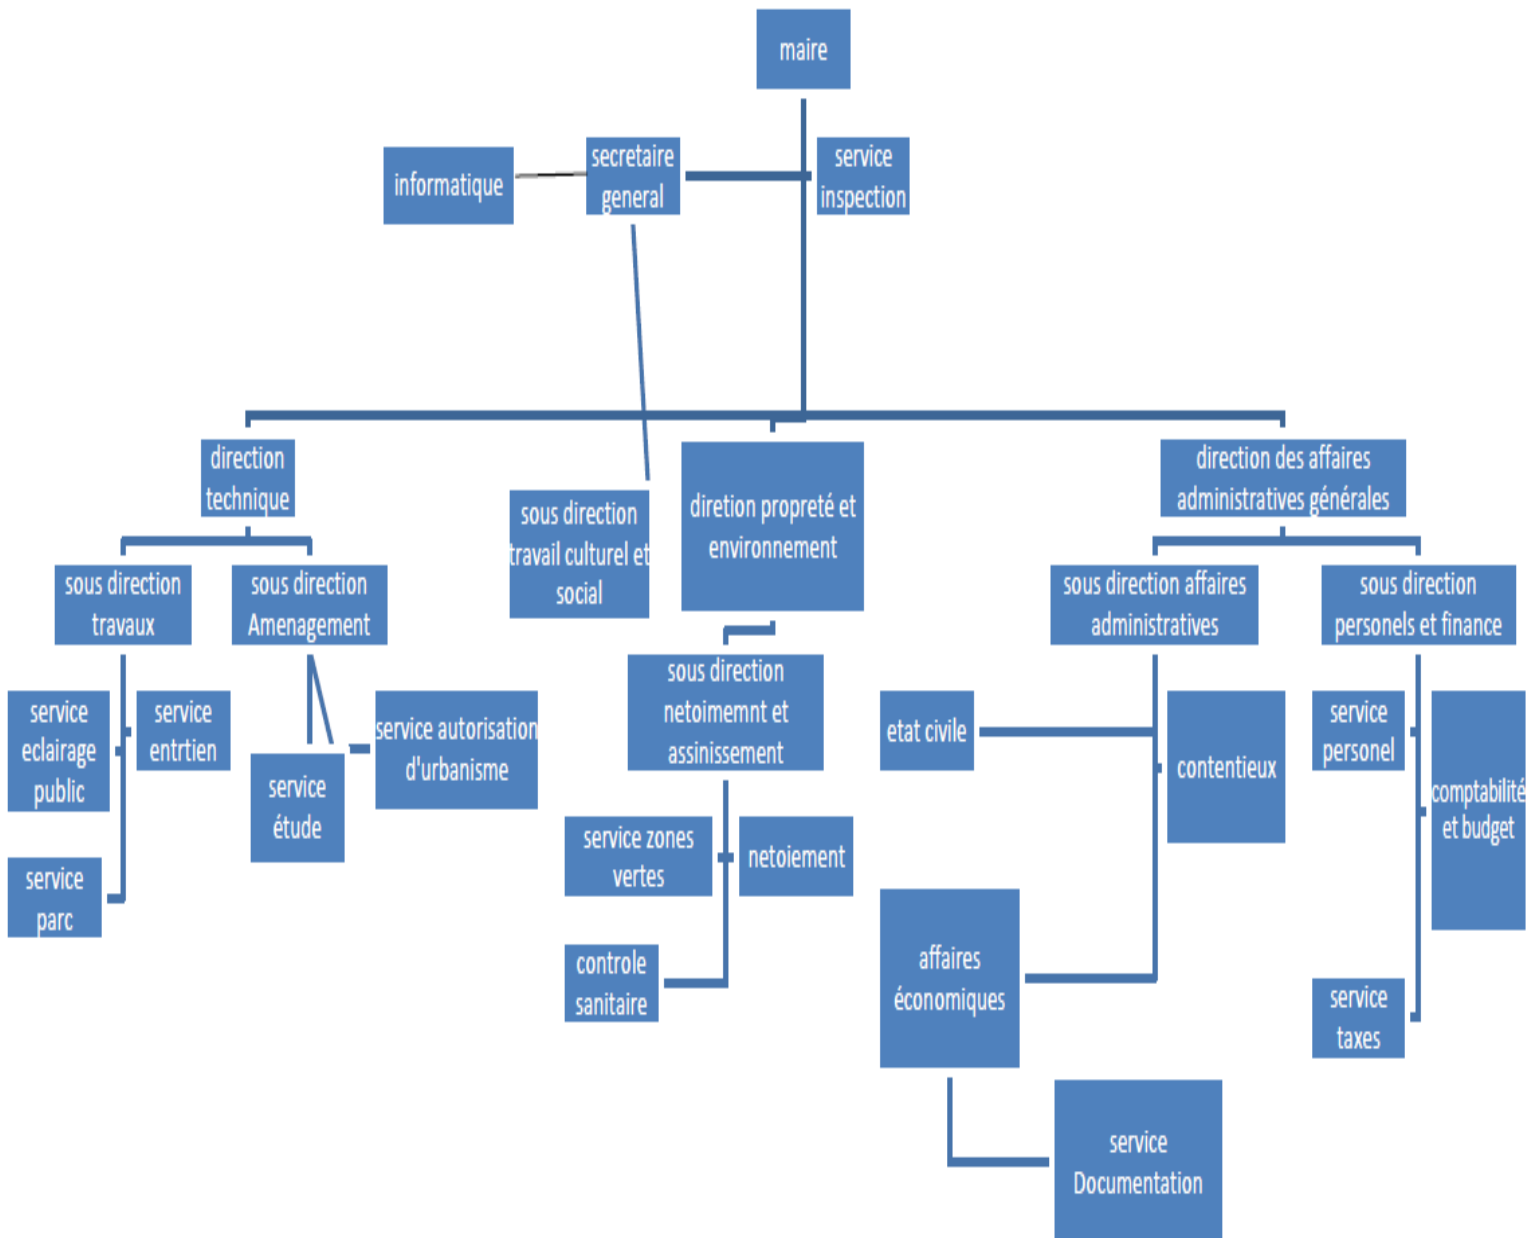 maire
informatique
secretaire
general
service
inspection
direction
technique
sous direction
travail culturel et
social
diretion propreté et
environnement
direction des affaires
administratives générales
sous direction
travaux
sous direction
Amenagement
sous direction
netoimemnt et
assinissement
sous direction affaires
administratives
sous direction
personels et finance
service
eclairage
public
service
entrtien
service
parc
service
étude
service autorisation
d'urbanisme
service zones
vertes
netoiement
controle
sanitaire
etat civile
contentieux
affaires
économiques
service
Documentation
service
personel
comptabilité
et budget
service
taxes